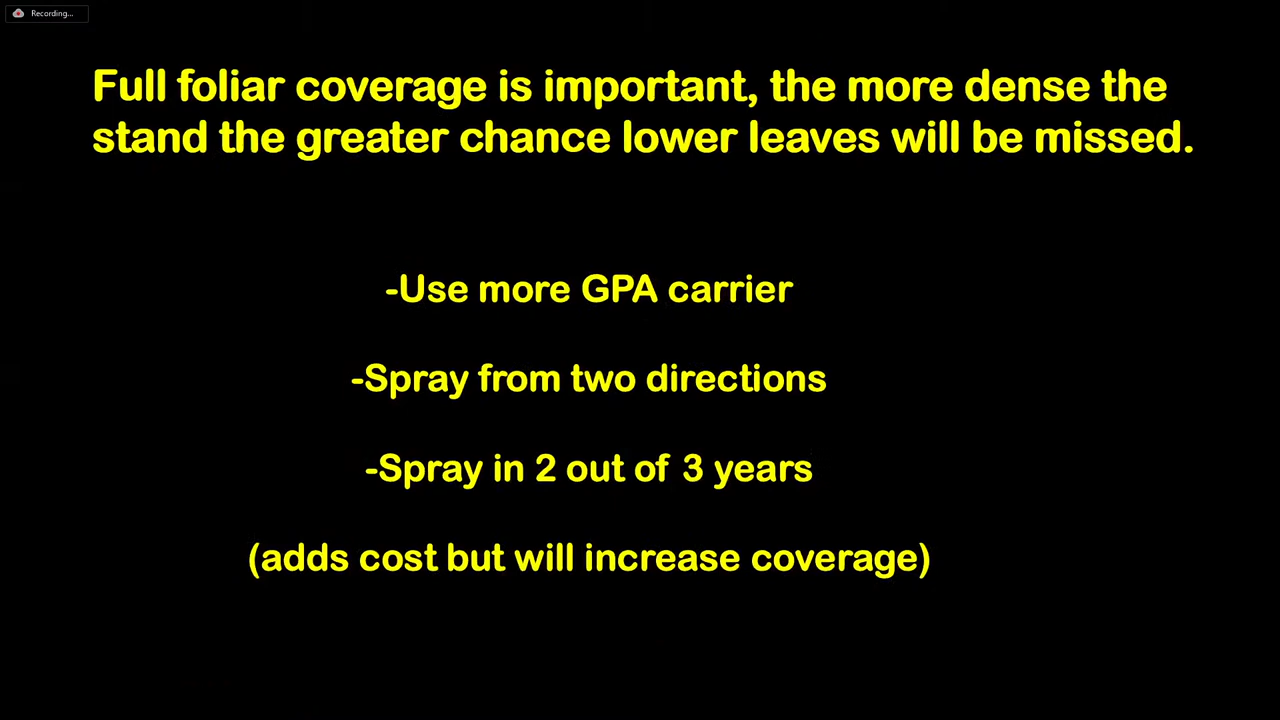 Recording...
Full foliar coverage is important, the more dense the
stand the greater chance lower leaves will be missed.
-Use more GPA carrier
-Spray from two directions
-Spray in 2 out of 3 years
(adds cost but will increase coverage)